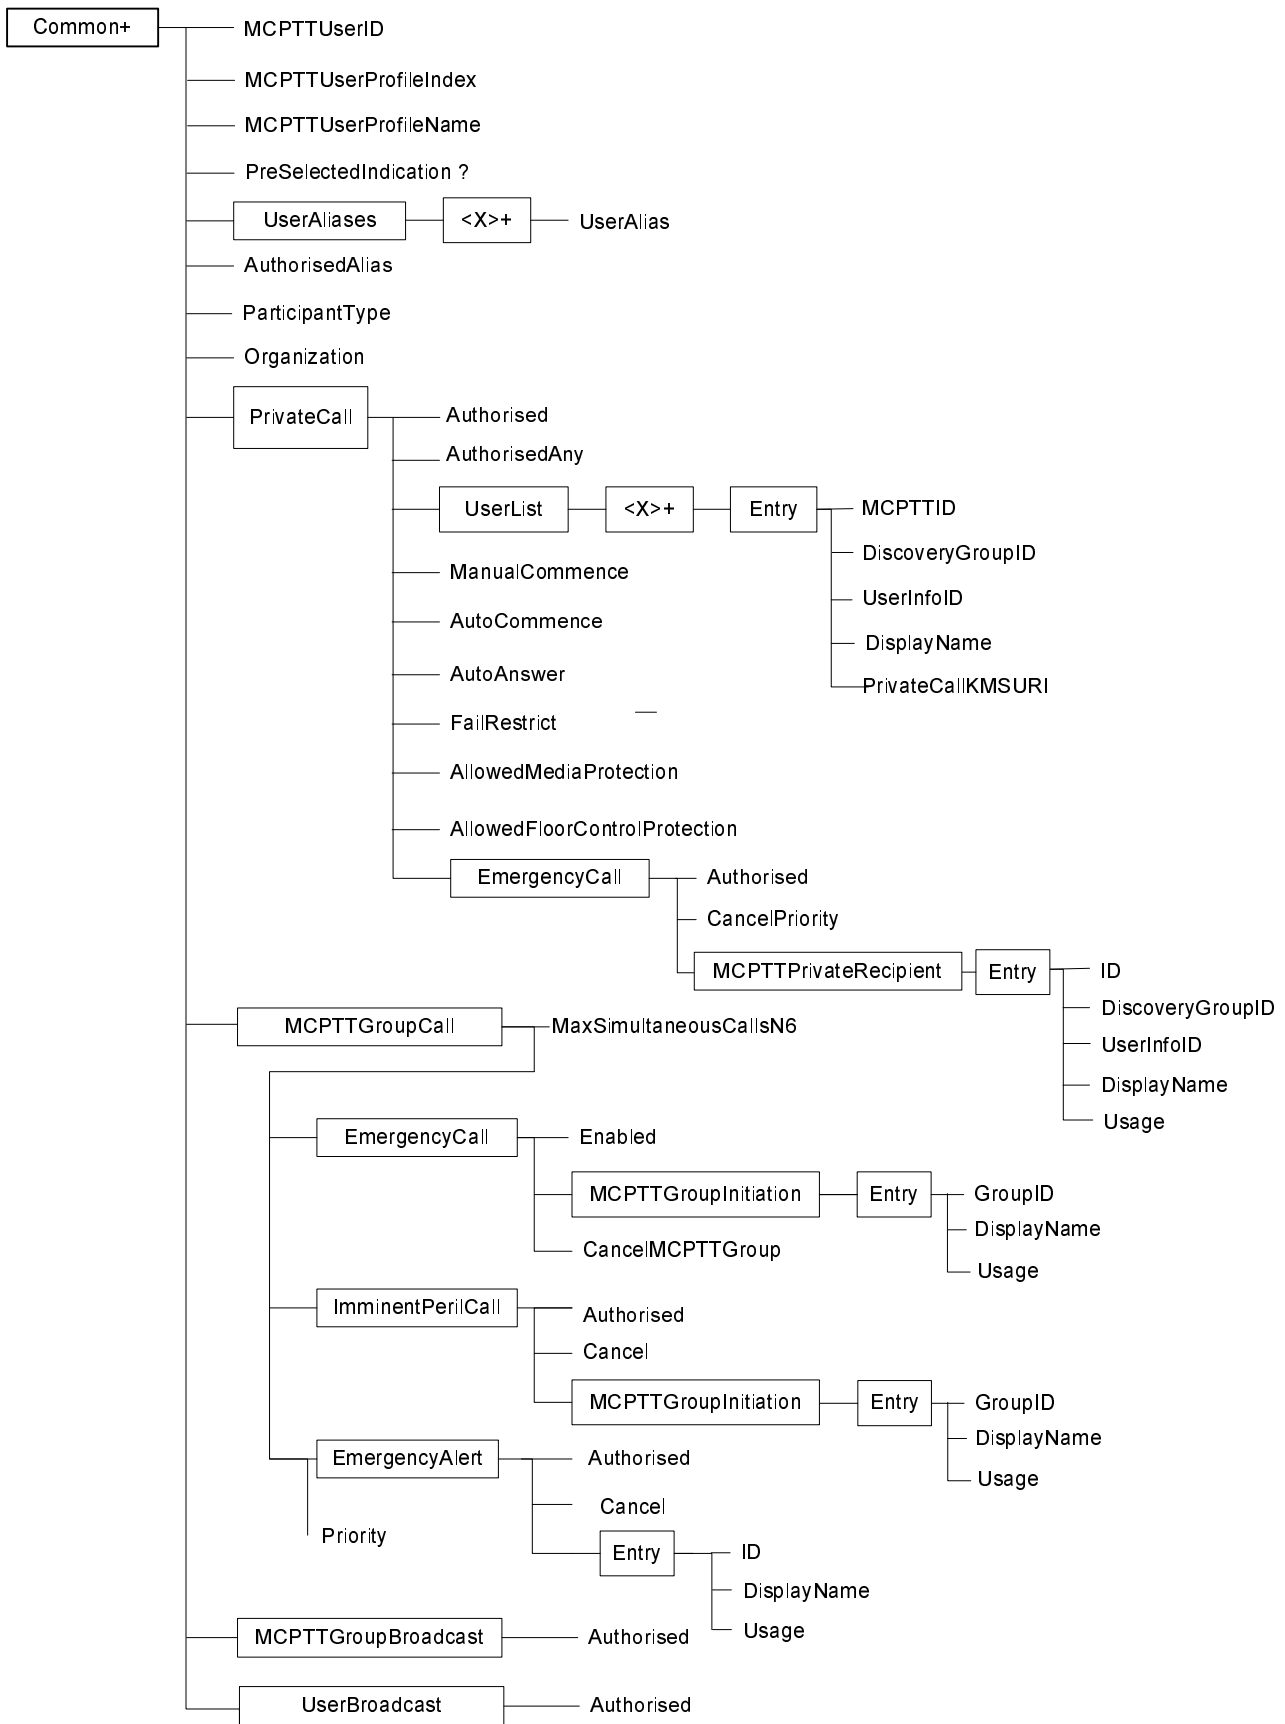 Common+
MCPTTUserID
MCPTTUserProfileIndex
MCPTTUserProfileName
PreSelectedIndication ?
UserAliases <X>+ UserAlias
AuthorisedAlias
ParticipantType
Organization
PrivateCall
Authorised
AuthorisedAny
UserList <X>+ Entry
MCPTTID
DiscoveryGroupID
UserInfoID
DisplayName
PrivateCallKMSURI
ManualCommence
AutoCommence
AutoAnswer
FailRestrict
AllowedMediaProtection
AllowedFloorControlProtection
EmergencyCall
Authorised
CancelPriority
MCPTTPrivateRecipient Entry
ID
DiscoveryGroupID
UserInfoID
DisplayName
Usage
MCPTTGroupCall MaxSimultaneousCallsN6
EmergencyCall
Enabled
MCPTTGroupInitiation Entry
GroupID
DisplayName
Usage
CancelMCPTTGroup
ImminentPerilCall
Authorised
Cancel
MCPTTGroupInitiation Entry
GroupID
DisplayName
Usage
EmergencyAlert
Authorised
Cancel
Entry
ID
DisplayName
Usage
Priority
MCPTTGroupBroadcast Authorised
UserBroadcast Authorised